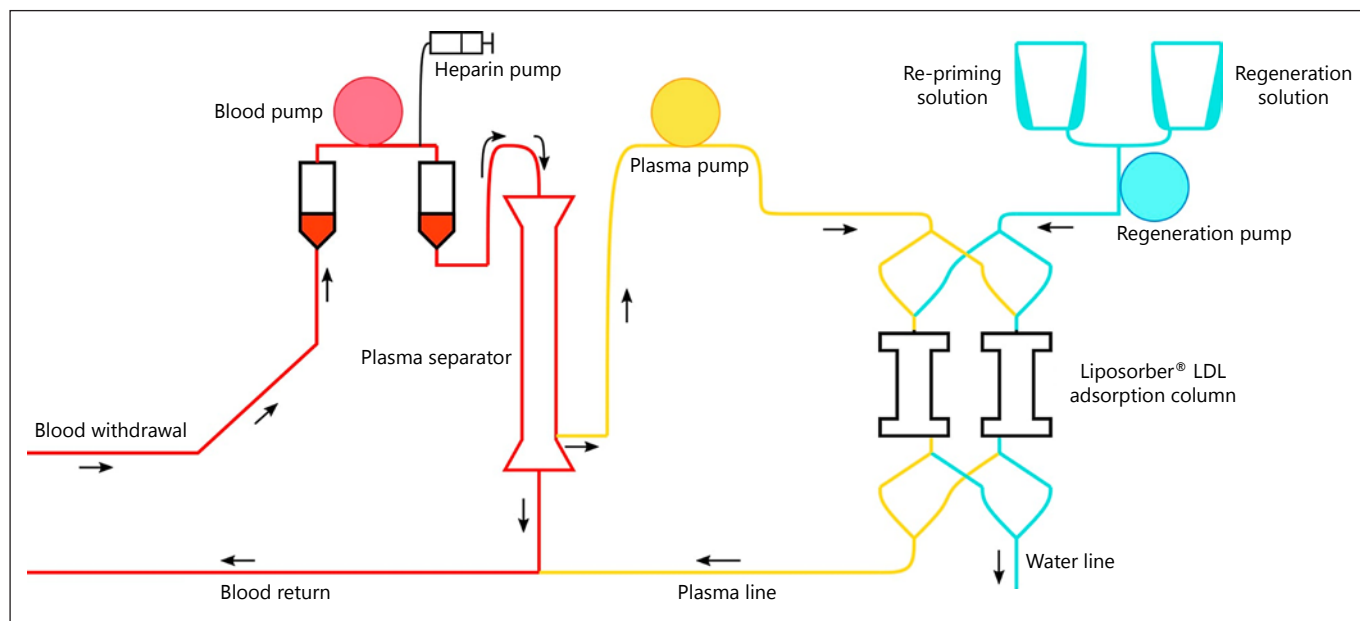 Heparin pump
Blood pump
Re-priming
solution
Regeneration
solution
Plasma pump
Regeneration pump
Plasma separator
Liposorber® LDL
adsorption column
Blood withdrawal
Water line
Blood return
Plasma line